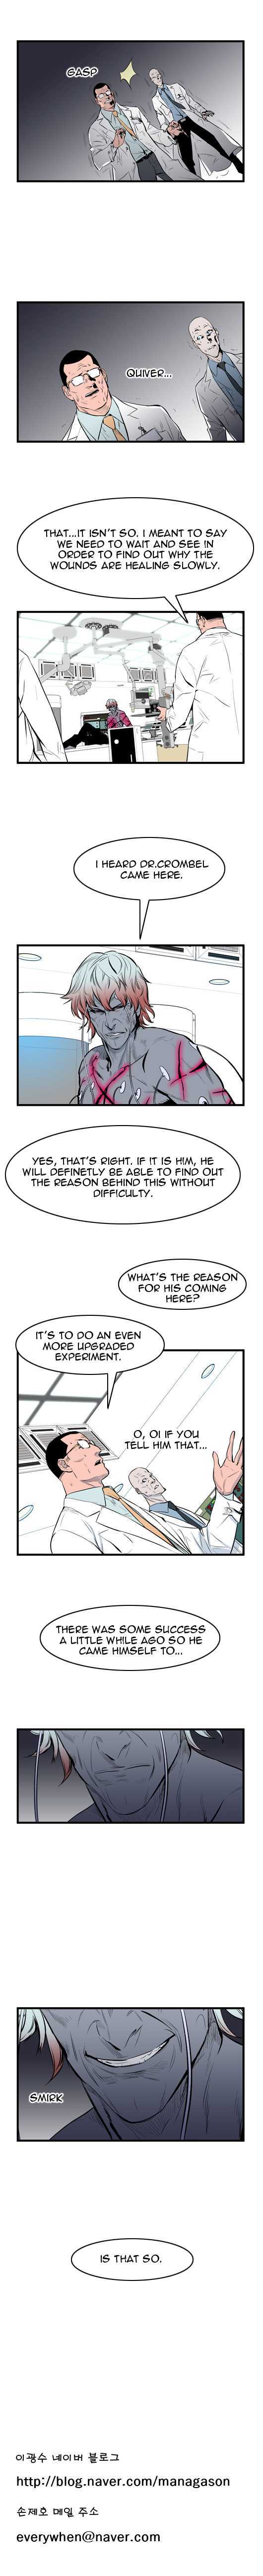 GASP
QUIVER...
THAT...IT ISN'T SO. I MEANT TO SAY
WE NEED TO WAIT AND SEE IN
ORDER TO FIND OUT WHY THE
WOUNDS ARE HEALING SLOWLY.
I HEARD DR.CROMBEL
CAME HERE.
YES, THAT'S RIGHT. IF IT IS HIM, HE
WILL DEFINETLY BE ABLE TO FIND OUT
THE REASON BEHIND THIS WITHOUT
DIFFICULTY.
WHAT'S THE REASON
FOR HIS COMING
HERE?
IT'S TO DO AN EVEN
MORE UPGRADED
EXPERIMENT.
O, OI IF YOU
TELL HIM THAT...
THERE WAS SOME SUCCESS
A LITTLE WHILE AGO SO HE
CAME HIMSELF TO...
SMIRK
IS THAT SO.
이광수 네이버 블로그
http://blog.naver.com/managason
손제호 메일 주소
everywhen@naver.com